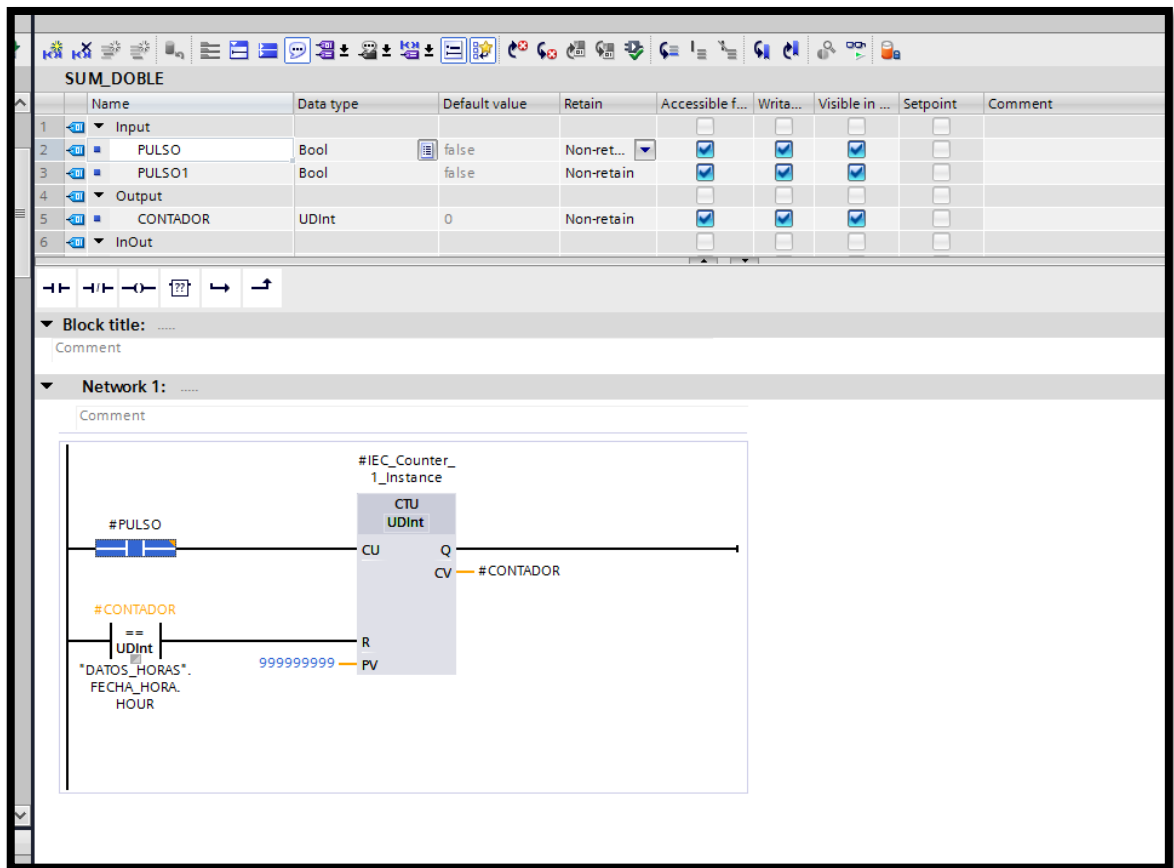 SUM_DOBLE
Name Data type Default value Retain Accessible f... Writa... Visible in ... Setpoint Comment
1 Input
2 PULSO Bool false Non-ret...
3 PULSO1 Bool false Non-retain
4 Output
5 CONTADOR UDInt 0 Non-retain
6 InOut
??
Block title: .....
Comment
Network 1: .....
Comment
#IEC_Counter_
1_Instance
CTU
UDInt
#PULSO
CU Q
CV #CONTADOR
#CONTADOR
==
UDInt
R
"DATOS_HORAS".
FECHA_HORA.
HOUR
999999999 PV